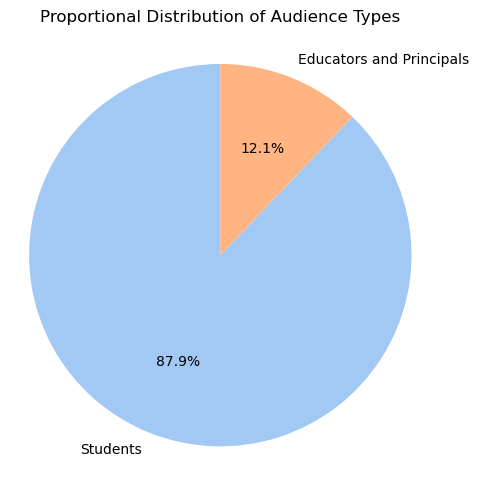 Proportional Distribution of Audience Types
Educators and Principals
12.1%
87.9%
Students